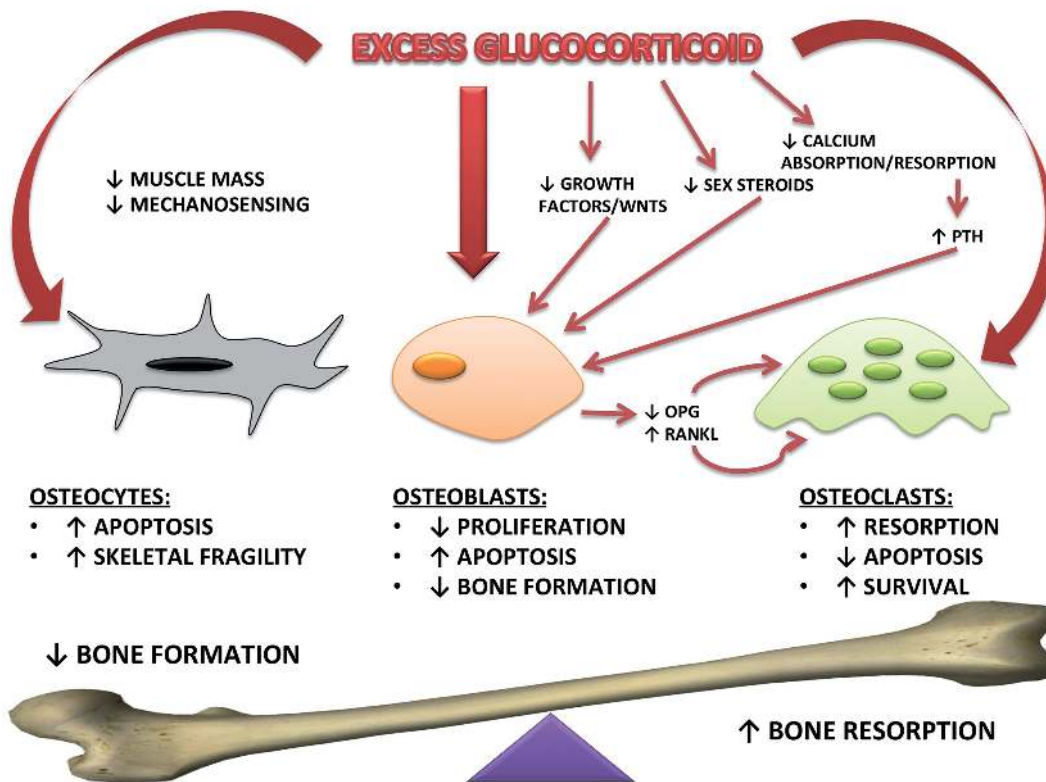 EXCESS GLUCOCORTICOID
↓ MUSCLE MASS
↓ MECHANOSENSING
↓ GROWTH
FACTORS/WNTS
↓ SEX STEROIDS
↓ CALCIUM
ABSORPTION/RESORPTION
↑ PTH
↓ OPG
↑ RANKL
OSTEOCYTES:
• ↑ APOPTOSIS
• ↑ SKELETAL FRAGILITY
OSTEOBLASTS:
• ↓ PROLIFERATION
• ↑ APOPTOSIS
• ↓ BONE FORMATION
OSTEOCLASTS:
• ↑ RESORPTION
• ↓ APOPTOSIS
• ↑ SURVIVAL
↓ BONE FORMATION
↑ BONE RESORPTION